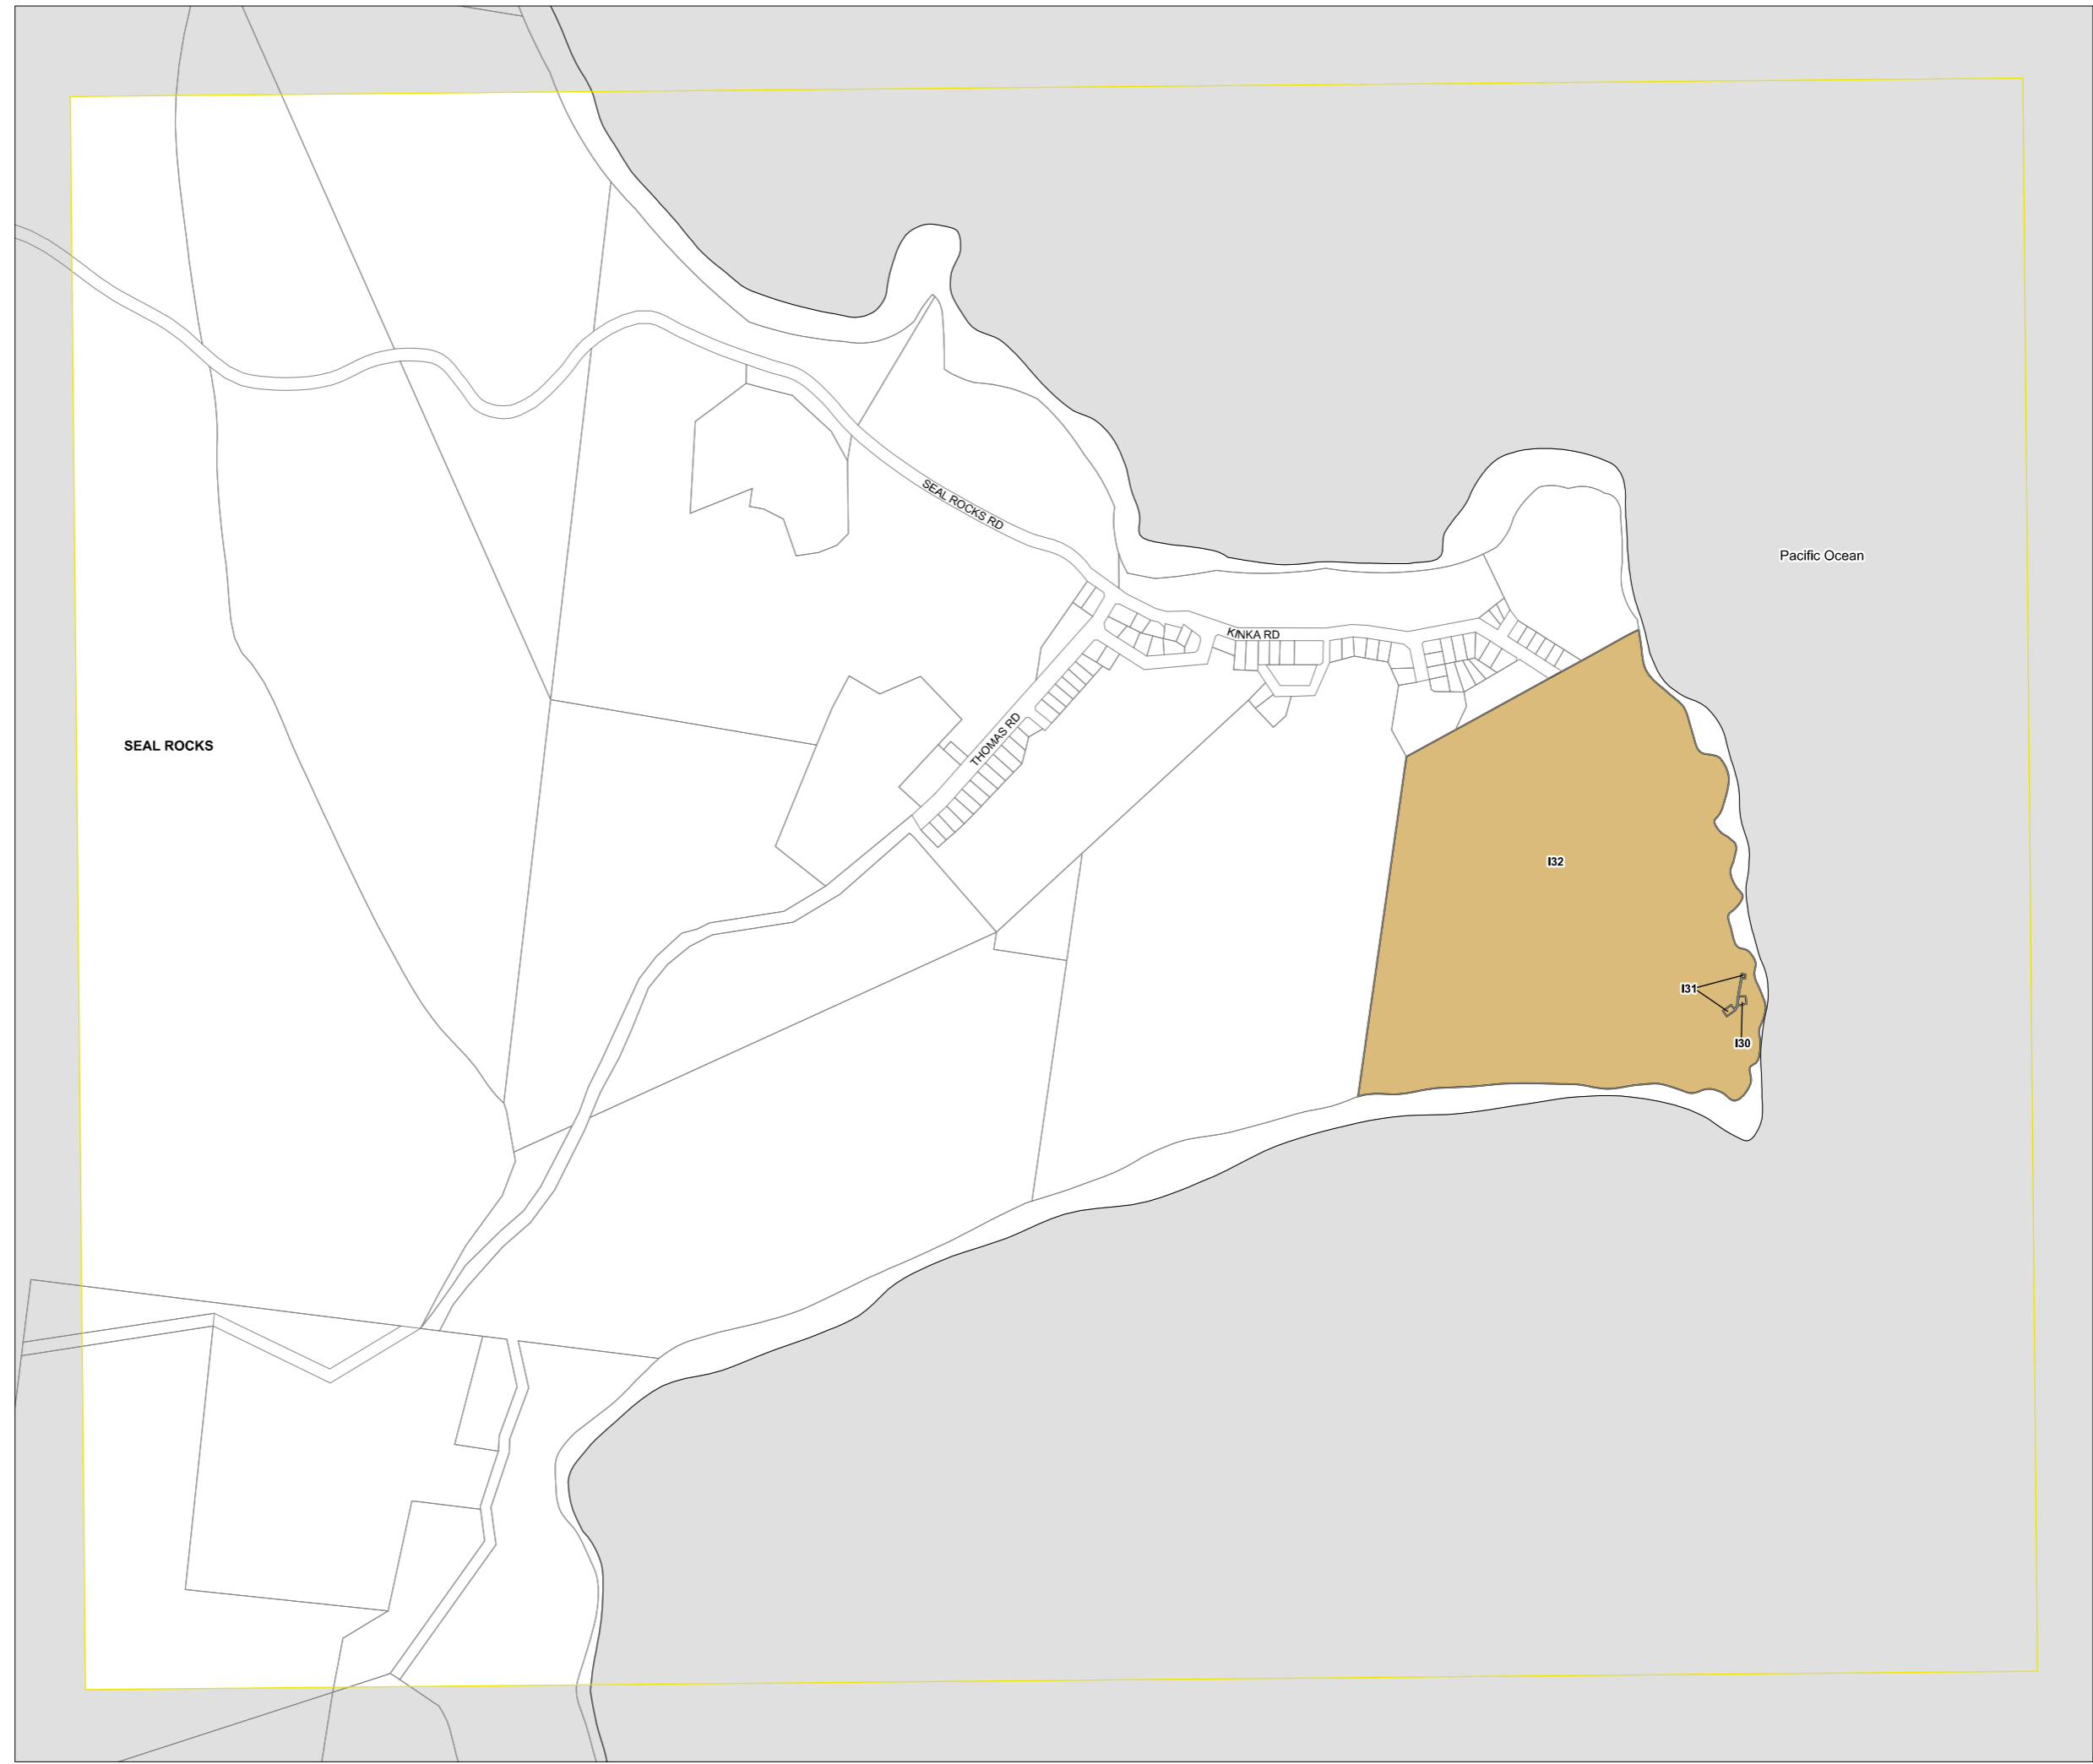 SEAL ROCKS RD
Pacific Ocean
KINKA RD
THOMAS RD
SEAL ROCKS
I32
I31
I30